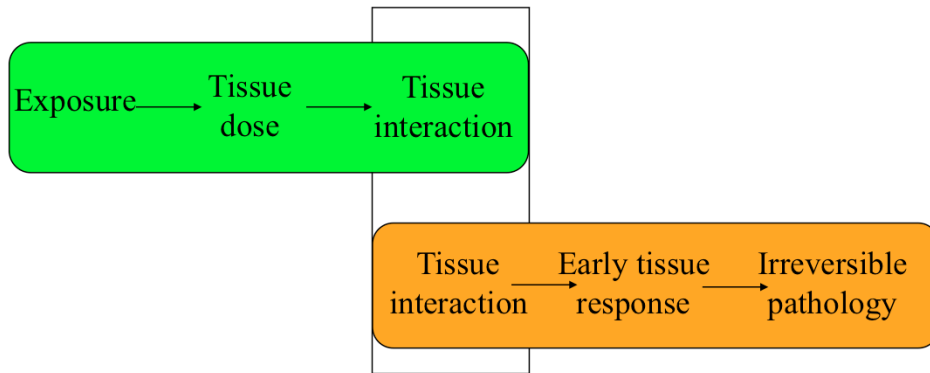 Exposure
Tissue
dose
Tissue
interaction
Tissue
interaction
Early tissue
response
Irreversible
pathology